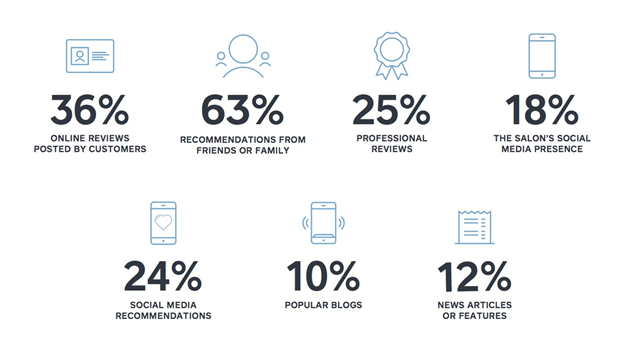 36%
ONLINE REVIEWS
POSTED BY CUSTOMERS
63%
RECOMMENDATIONS FROM
FRIENDS OR FAMILY
25%
PROFESSIONAL
REVIEWS
18%
THE SALON'S SOCIAL
MEDIA PRESENCE
24%
SOCIAL MEDIA
RECOMMENDATIONS
10%
POPULAR BLOGS
12%
NEWS ARTICLES
OR FEATURES